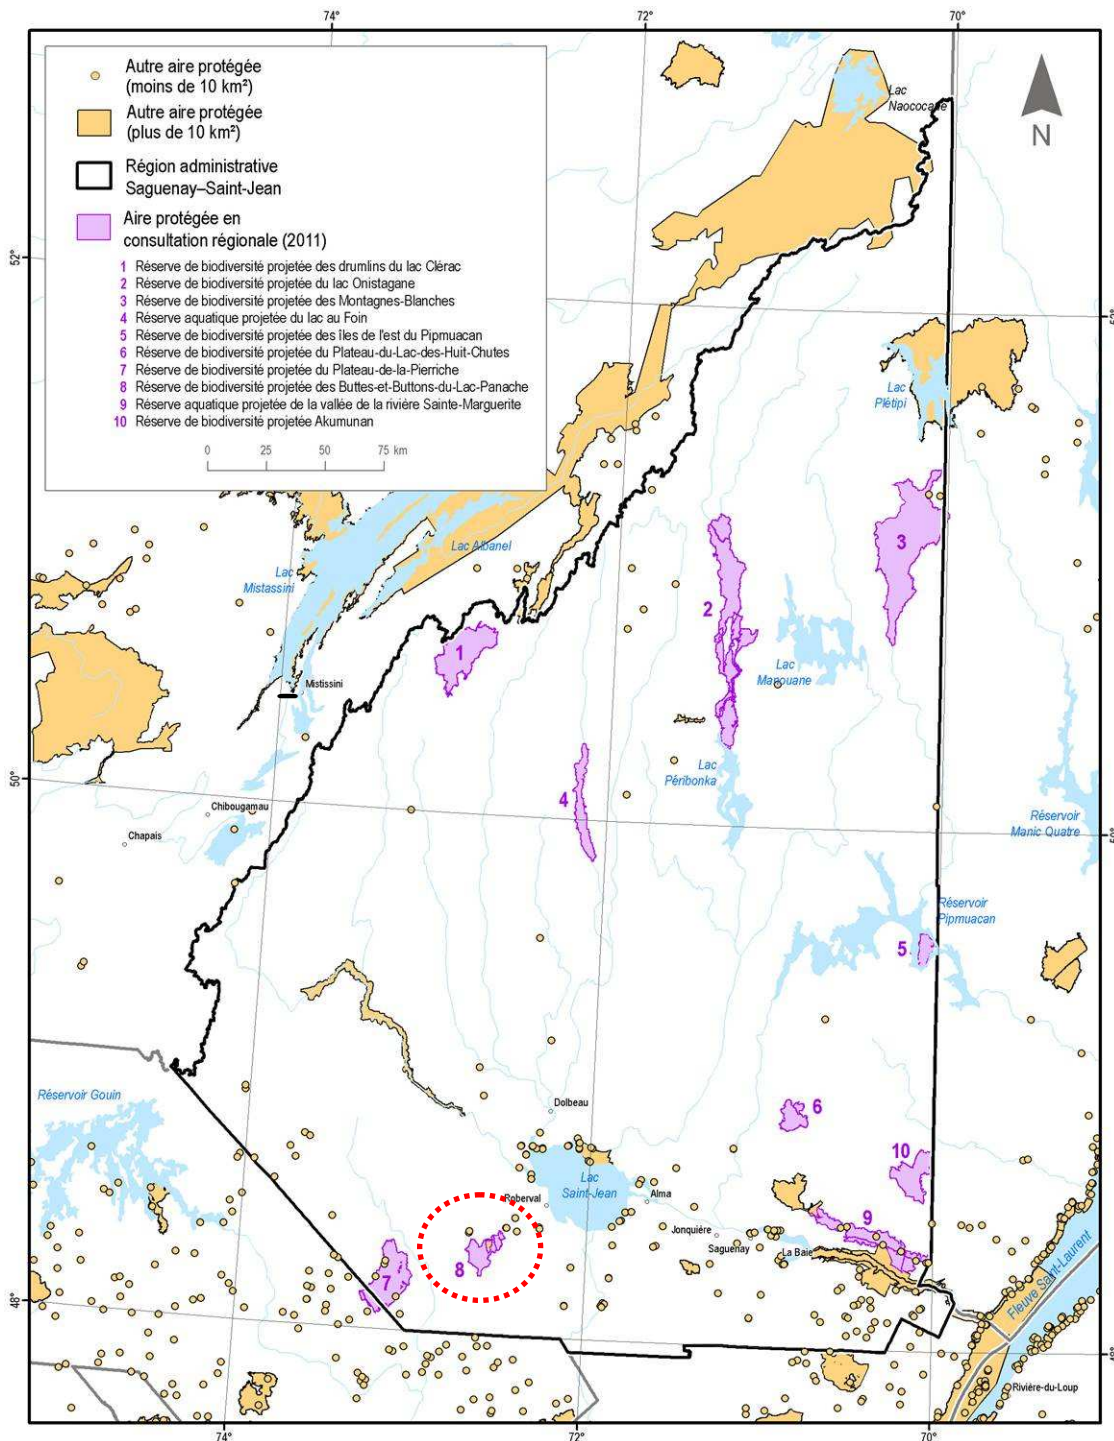 74°
72°
70°
Autre aire protégée
(moins de 10 km²)
Autre aire protégée
(plus de 10 km²)
Région administrative
Saguenay–Saint-Jean
Aire protégée en
consultation régionale (2011)
1 Réserve de biodiversité projetée des drumlins du lac Clérac
2 Réserve de biodiversité projetée du lac Onistagane
3 Réserve de biodiversité projetée des Montagnes-Blanches
4 Réserve aquatique projetée du lac au Foin
5 Réserve de biodiversité projetée des îles de l'est du Pipmuacan
6 Réserve de biodiversité projetée du Plateau-du-Lac-des-Huit-Chutes
7 Réserve de biodiversité projetée du Plateau-de-la-Pierriche
8 Réserve de biodiversité projetée des Buttes-et-Buttons-du-Lac-Panache
9 Réserve aquatique projetée de la vallée de la rivière Sainte-Marguerite
10 Réserve de biodiversité projetée Akumunan
0 25 50 75 km
N
Lac
Naococane
52°
52°
Lac
Plétipi
Lac Albanel
Lac
Mistassini
3
2
1
Lac
Manouane
Mistissini
Lac
Péribonka
50°
4
Chibougamau
Chapais
Réservoir
Manic Quatre
50°
Réservoir
Pipmuacan
5
Réservoir Gouin
Dolbeau
6
10
Lac
Saint-Jean
Roberval
Alma
9
Jonquière
Saguenay
La Baie
8
7
48°
Fleuve Saint-Laurent
48°
Rivière-du-Loup
74°
72°
70°